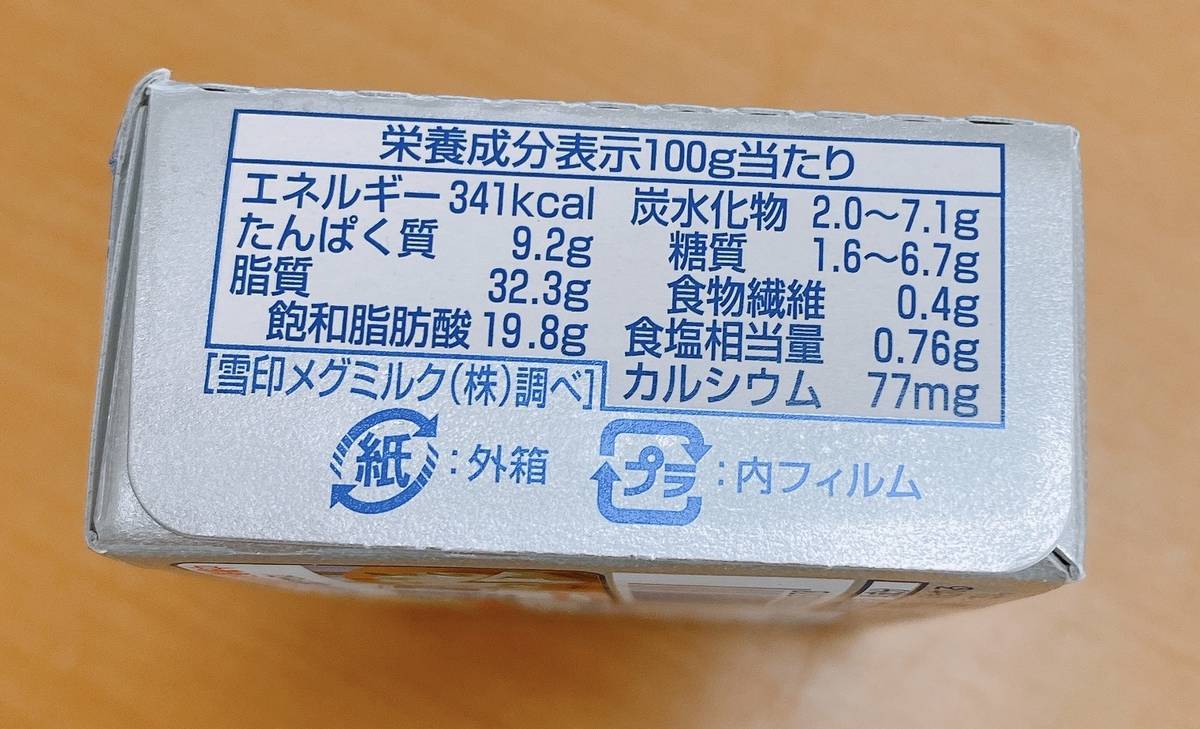 栄養成分表示100g当たり
エネルギー 341kcal
たんぱく質 9.2g
脂質 32.3g
飽和脂肪酸 19.8g
炭水化物 2.0〜7.1g
糖質 1.6〜6.7g
食物繊維 0.4g
食塩相当量 0.76g
カルシウム 77mg
[雪印メグミルク(株)調べ]
紙:外箱
プラ:内フィルム